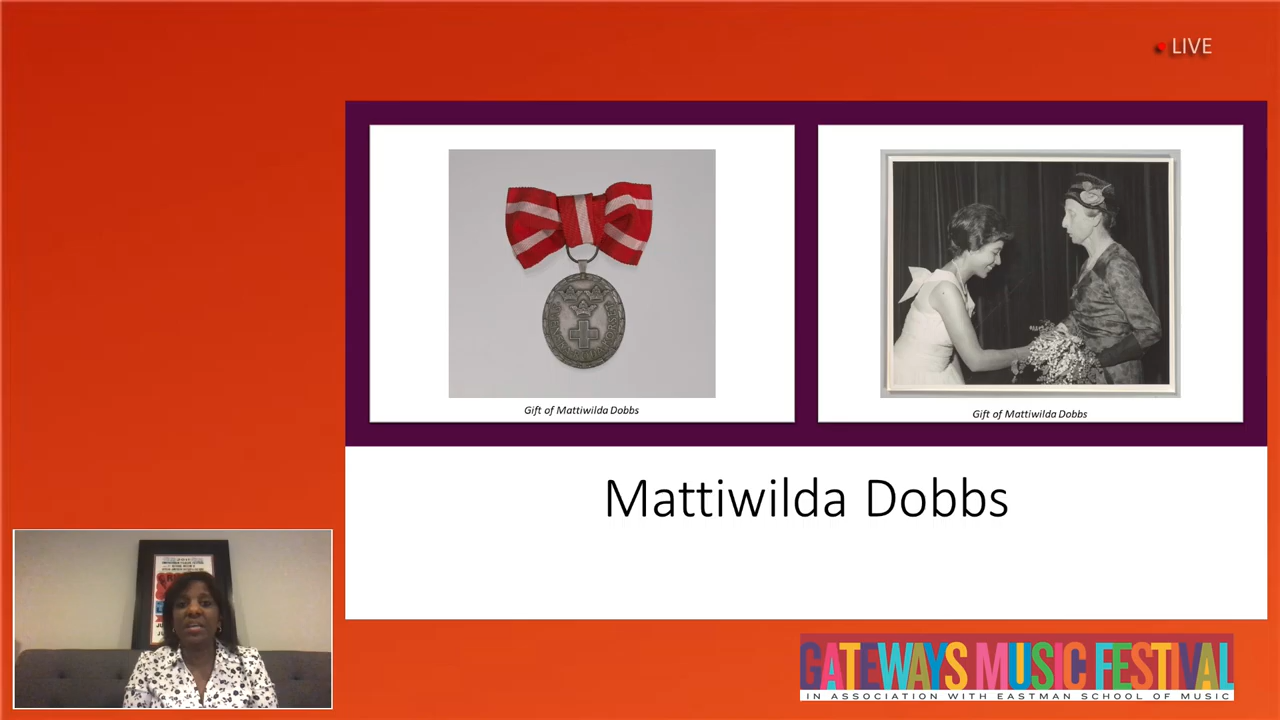 LIVE
Gift of Mattiwilda Dobbs
Gift of Mattiwilda Dobbs
Mattiwilda Dobbs
GATEWAYS MUSIC FESTIVAL
IN ASSOCIATION WITH EASTMAN SCHOOL OF MUSIC